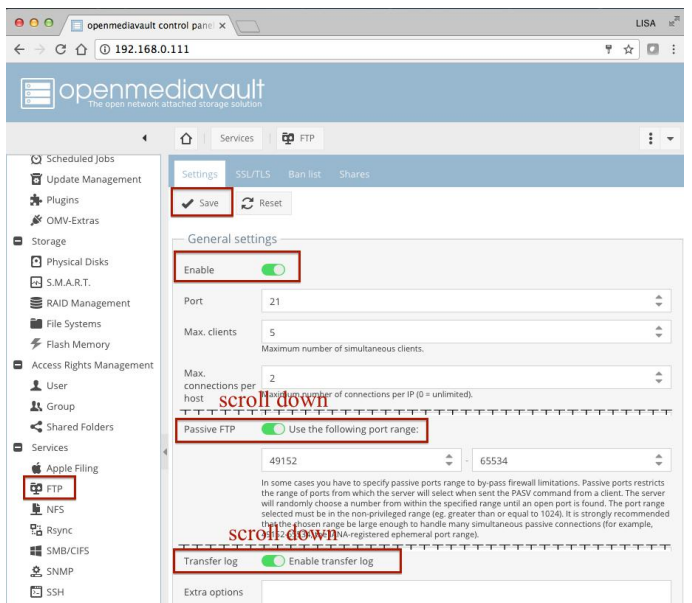 openmediavault control pane
LISA
192.168.0.111
openmediavault
The open network attached storage solution
Services
FTP
Scheduled Jobs
Update Management
Plugins
OMV-Extras
Storage
Physical Disks
S.M.A.R.T.
RAID Management
File Systems
Flash Memory
Access Rights Management
User
Group
Shared Folders
Services
Apple Filing
FTP
NFS
Rsync
SMB/CIFS
SNMP
SSH
Settings SSL/TLS Ban list Shares
Save Reset
General settings
Enable
Port 21
Max. clients 5
Maximum number of simultaneous clients.
Max. connections per host 2
Maximum number of connections per IP (0 = unlimited).
scroll down
Passive FTP Use the following port range:
49152 - 65534
In some cases you have to specify passive ports range to by-pass firewall limitations. Passive ports restricts
the range of ports from which the server will select when sent the PASV command from a client. The server
will randomly choose a number from within the specified range until an open port is found. The port range
selected must be in the non-privileged range (eg. greater than or equal to 1024). It is strongly recommended
that the chosen range be large enough to handle many simultaneous passive connections (for example,
49152-65534, IANA-registered ephemeral port range).
scroll down
Transfer log Enable transfer log
Extra options